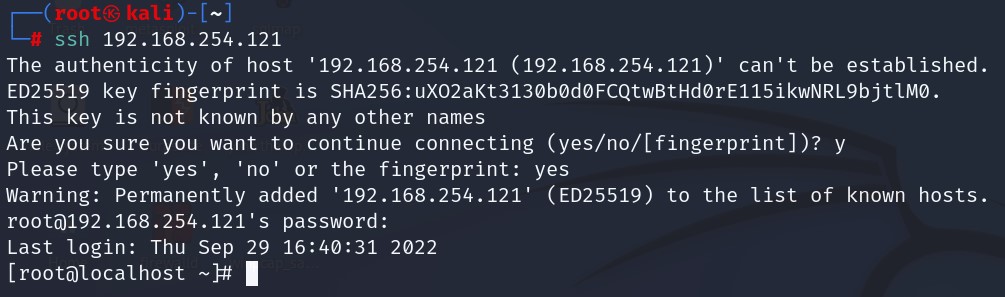 ┌──(root㉿kali)-[~]
└─# ssh 192.168.254.121
The authenticity of host '192.168.254.121 (192.168.254.121)' can't be established.
ED25519 key fingerprint is SHA256:uXO2aKt3130b0d0FCQtwBtHd0rE115ikwNRL9bjtlM0.
This key is not known by any other names
Are you sure you want to continue connecting (yes/no/[fingerprint])? y
Please type 'yes', 'no' or the fingerprint: yes
Warning: Permanently added '192.168.254.121' (ED25519) to the list of known hosts.
root@192.168.254.121's password:
Last login: Thu Sep 29 16:40:31 2022
[root@localhost ~]#